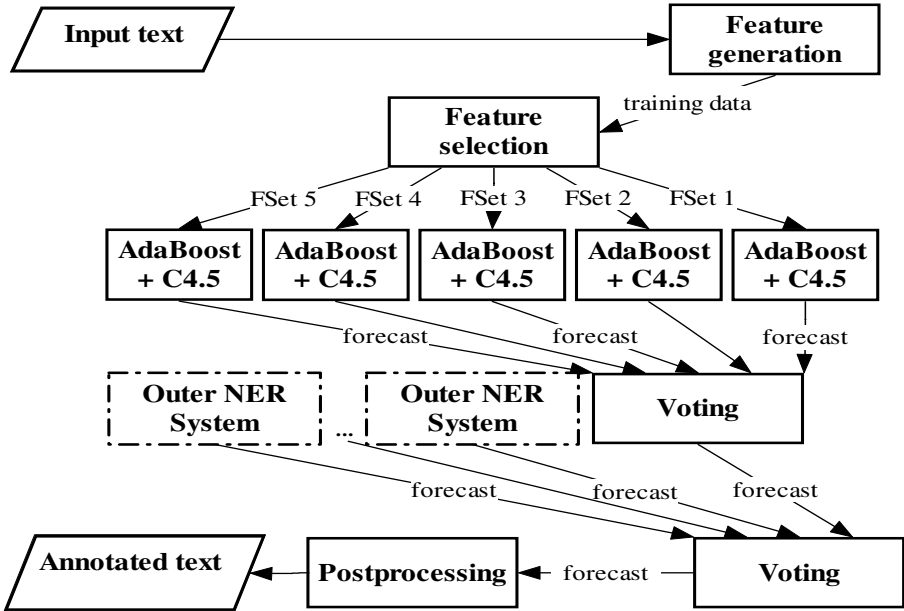 Input text
Feature
generation
training data
Feature
selection
FSet 5
FSet 4
FSet 3
FSet 2
FSet 1
AdaBoost
+ C4.5
AdaBoost
+ C4.5
AdaBoost
+ C4.5
AdaBoost
+ C4.5
AdaBoost
+ C4.5
forecast
forecast
forecast
Outer NER
System
...
Outer NER
System
Voting
forecast
forecast
forecast
Annotated text
Postprocessing
forecast
Voting